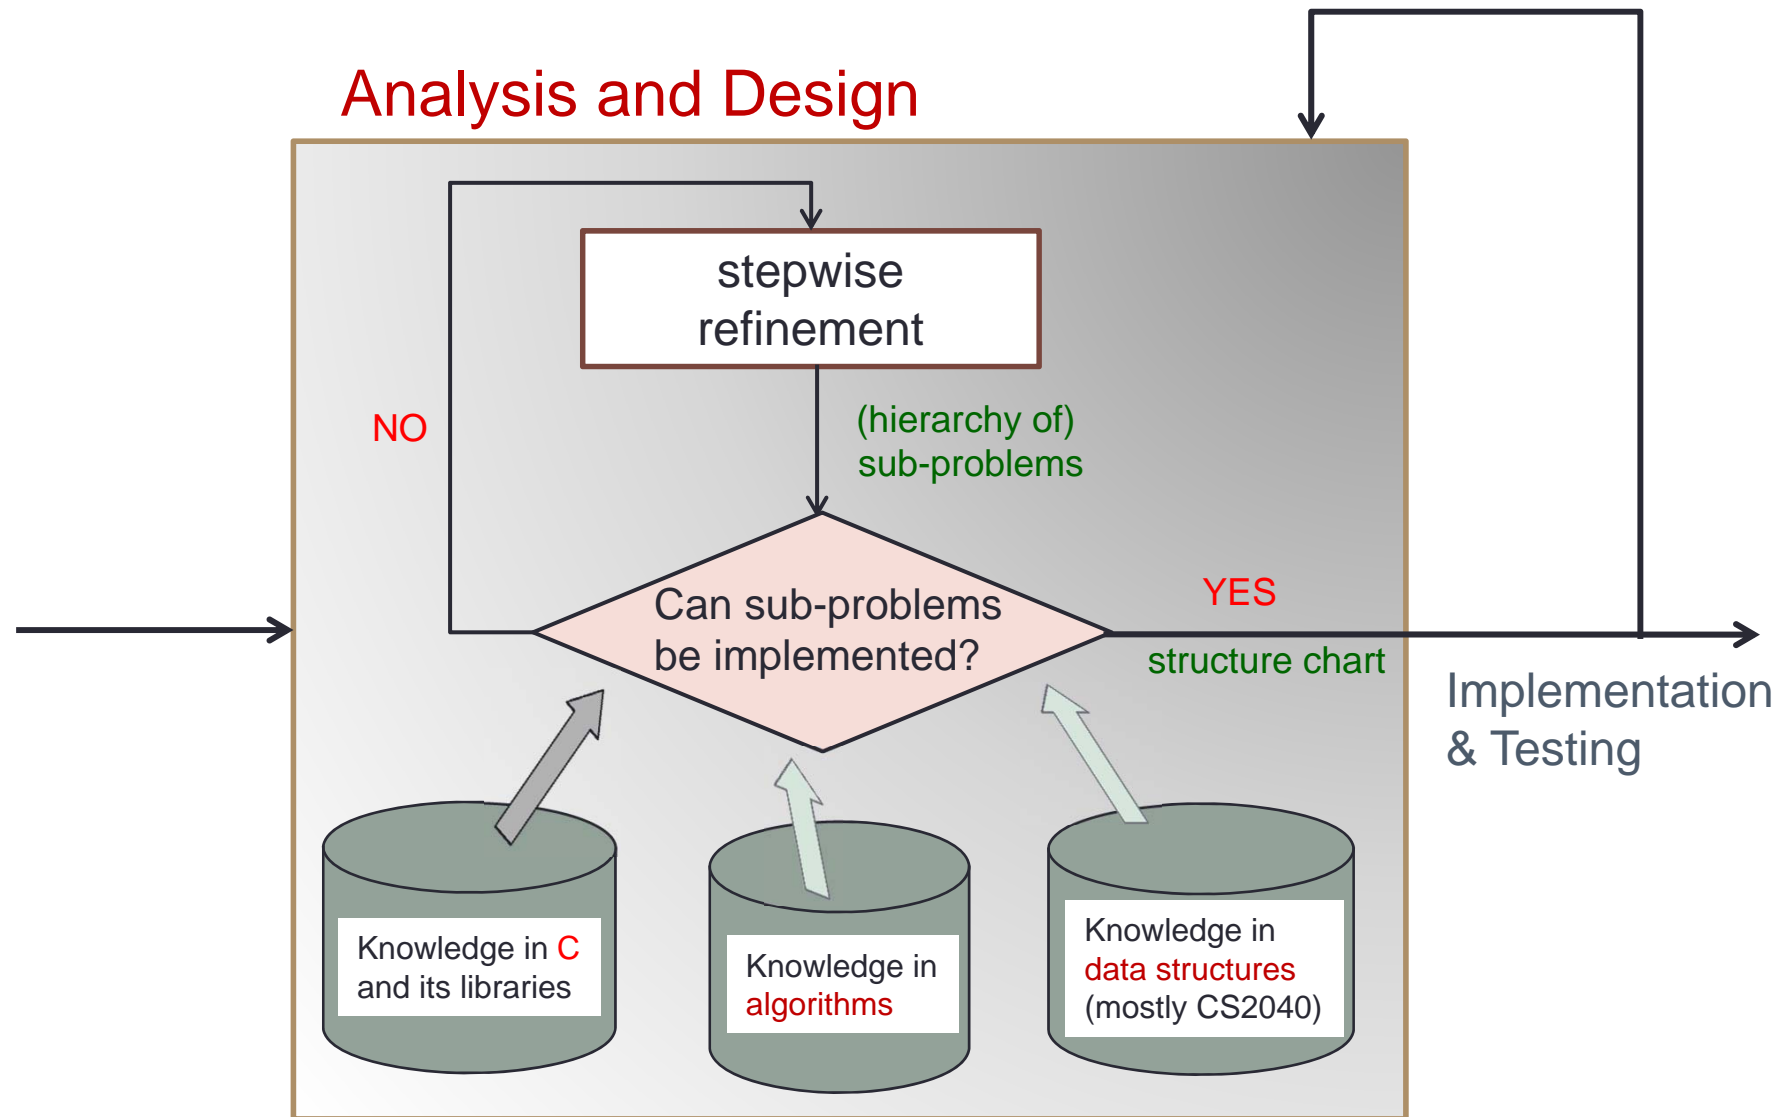 Analysis and Design
stepwise
refinement
NO
(hierarchy of)
sub-problems
Can sub-problems
be implemented?
YES
structure chart
Implementation
& Testing
Knowledge in C
and its libraries
Knowledge in
algorithms
Knowledge in
data structures
(mostly CS2040)